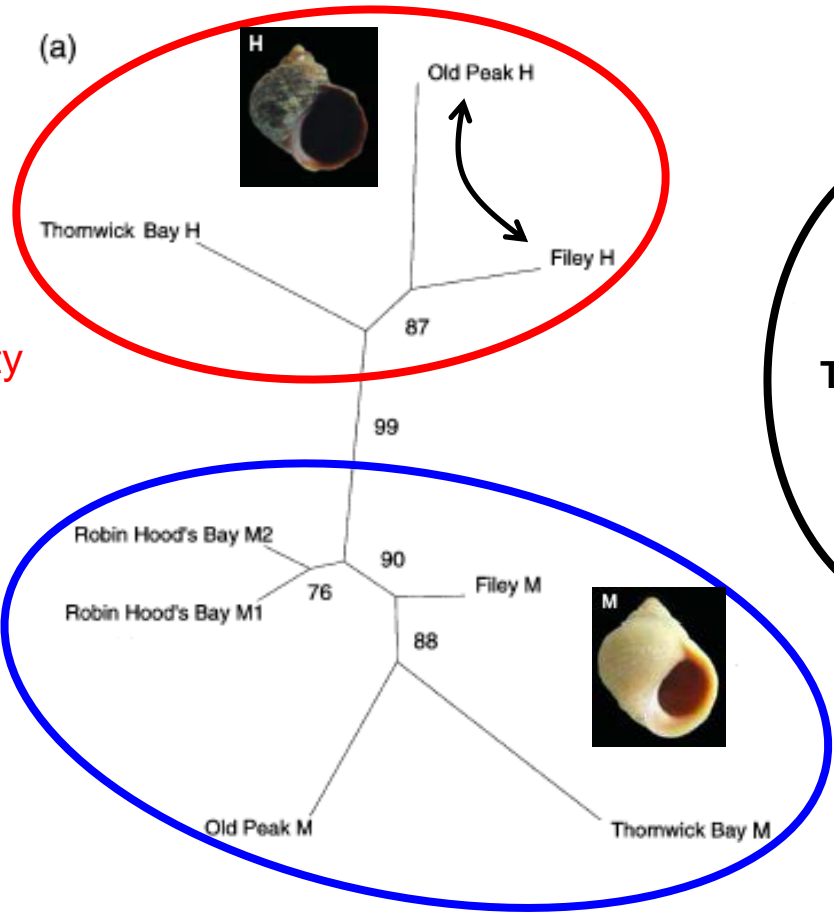 (a)
H
Old Peak H
Thornwick Bay H
Filey H
87
ty
T
99
Robin Hood's Bay M2
90
Filey M
76
M
Robin Hood's Bay M1
88
Old Peak M
Thornwick Bay M